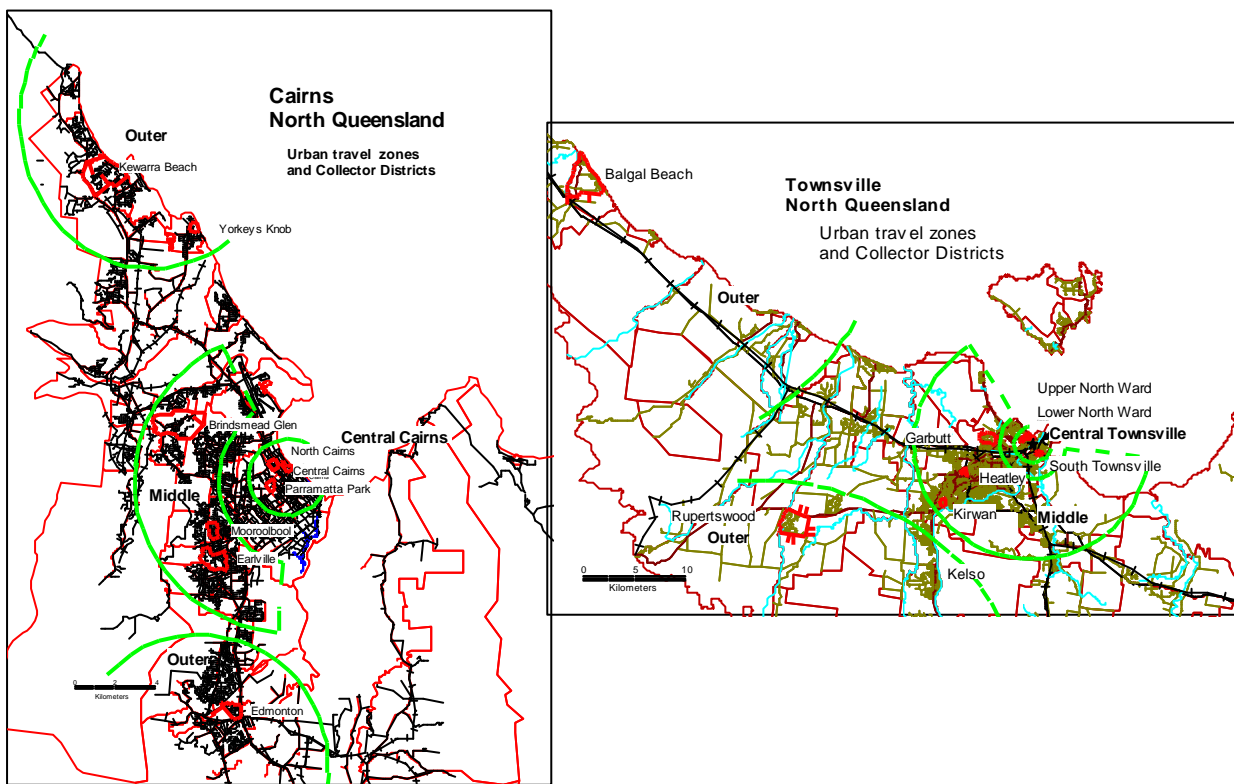 Cairns
North Queensland
Urban travel zones
and Collector Districts
Outer
Kewarra Beach
Yorkeys Knob
Brindsmead Glen
North Cairns
Central Cairns
Central Cairns
Parramatta Park
Middle
Mooroolbool
Earlville
Outer
0 2 4
Kilometers
Edmonton
Townsville
North Queensland
Urban travel zones
and Collector Districts
Balgal Beach
Outer
Upper North Ward
Lower North Ward
Central Townsville
Garbutt
South Townsville
Heatley
Kirwan
Middle
Rupertswood
Outer
Kelso
0 5 10
Kilometers